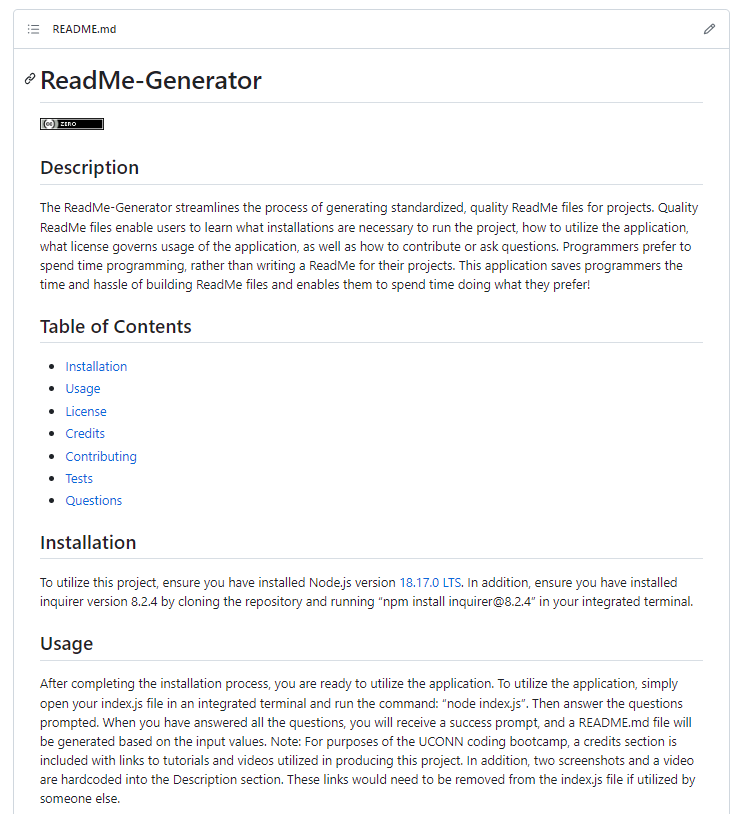 README.md
ReadMe-Generator
cc ZERO
Description
The ReadMe-Generator streamlines the process of generating standardized, quality ReadMe files for projects. Quality
ReadMe files enable users to learn what installations are necessary to run the project, how to utilize the application,
what license governs usage of the application, as well as how to contribute or ask questions. Programmers prefer to
spend time programming, rather than writing a ReadMe for their projects. This application saves programmers the
time and hassle of building ReadMe files and enables them to spend time doing what they prefer!
Table of Contents
• Installation
• Usage
• License
• Credits
• Contributing
• Tests
• Questions
Installation
To utilize this project, ensure you have installed Node.js version 18.17.0 LTS. In addition, ensure you have installed
inquirer version 8.2.4 by cloning the repository and running “npm install inquirer@8.2.4” in your integrated terminal.
Usage
After completing the installation process, you are ready to utilize the application. To utilize the application, simply
open your index.js file in an integrated terminal and run the command: “node index.js”. Then answer the questions
prompted. When you have answered all the questions, you will receive a success prompt, and a README.md file will
be generated based on the input values. Note: For purposes of the UCONN coding bootcamp, a credits section is
included with links to tutorials and videos utilized in producing this project. In addition, two screenshots and a video
are hardcoded into the Description section. These links would need to be removed from the index.js file if utilized by
someone else.